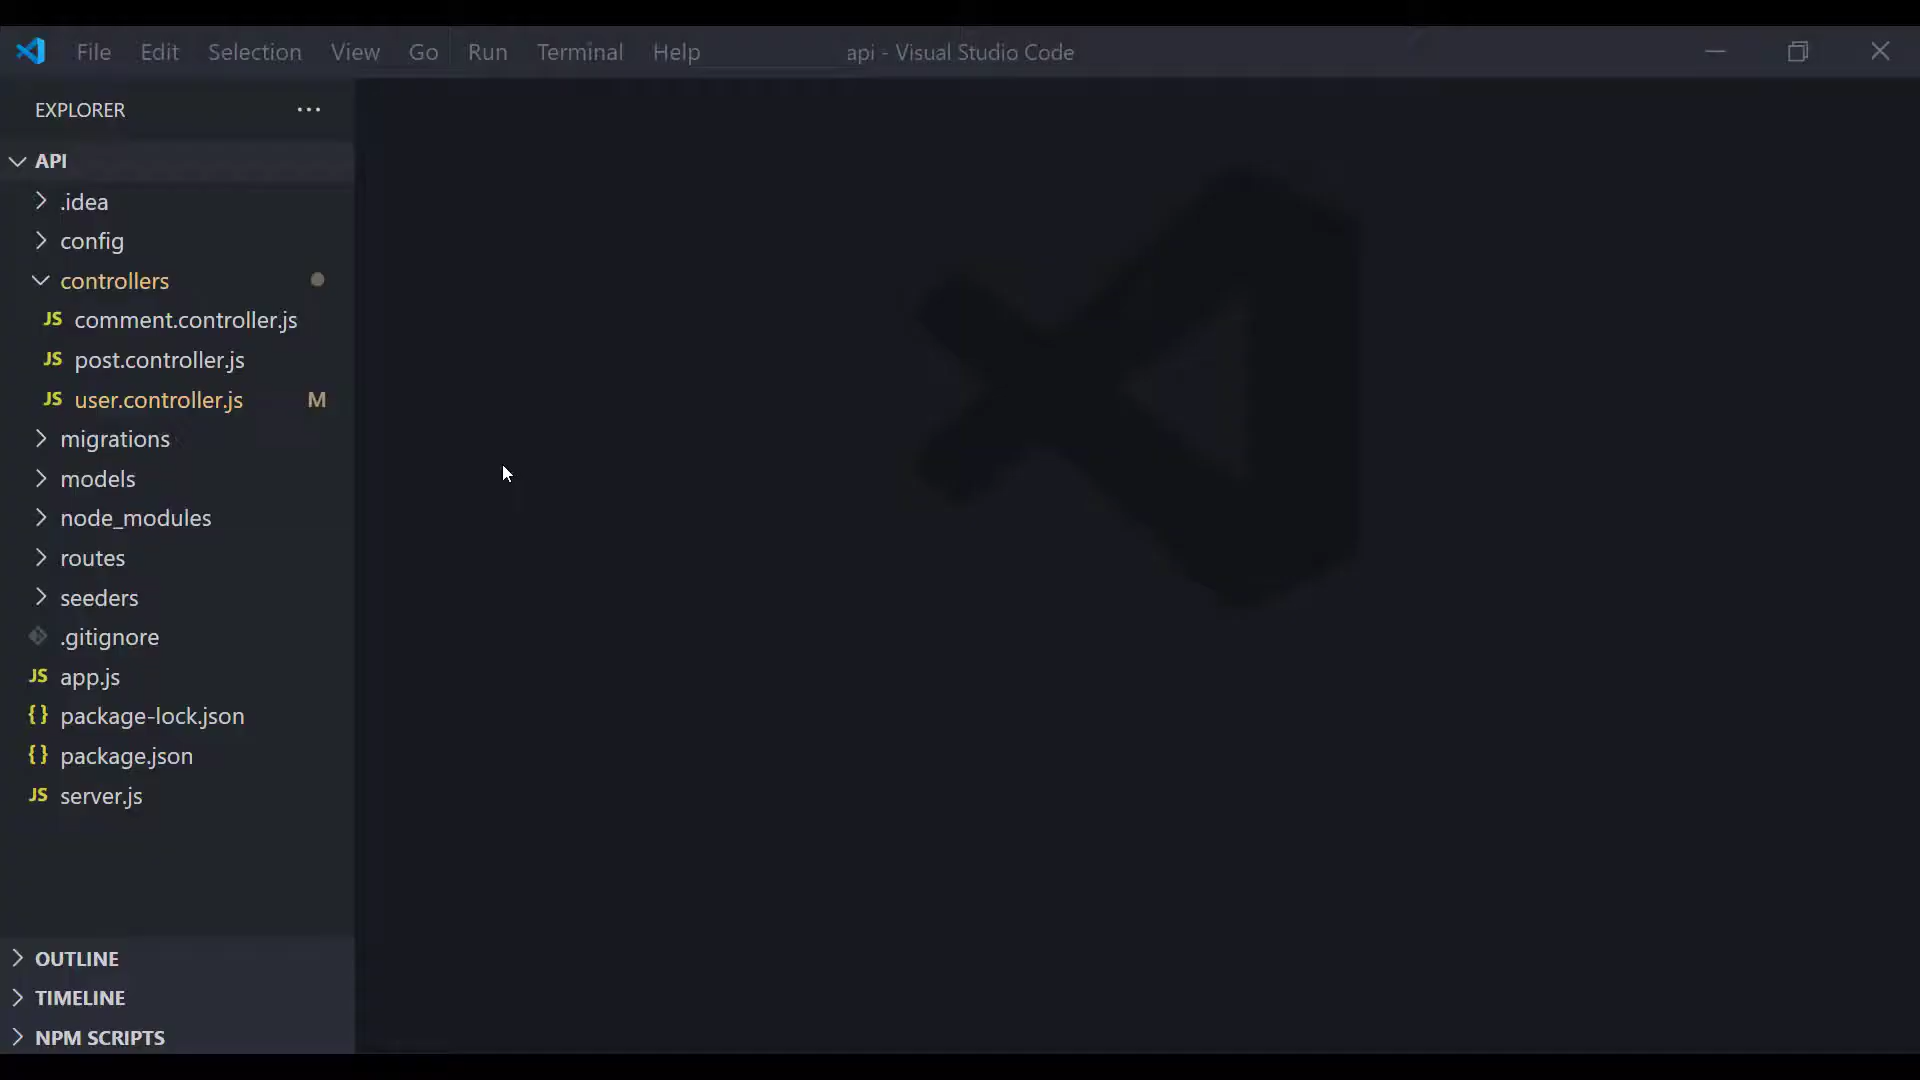 File Edit Selection View Go Run Terminal Help api - Visual Studio Code
EXPLORER ···
API
.idea
config
controllers
JS comment.controller.js
JS post.controller.js
JS user.controller.js M
migrations
models
node_modules
routes
seeders
.gitignore
JS app.js
{} package-lock.json
{} package.json
JS server.js
OUTLINE
TIMELINE
NPM SCRIPTS